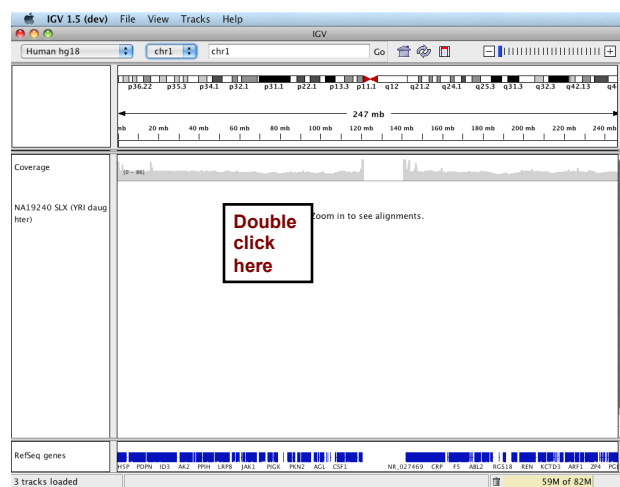 IGV 1.5 (dev) File View Tracks Help
IGV
Human hg18 chr1 chr1 Go
p36.22 p35.3 p34.1 p32.1 p31.1 p22.1 p13.3 p11.1 q12 q21.2 q24.1 q25.3 q31.3 q32.3 q42.13 q4
247 mb
mb 20 mb 40 mb 60 mb 80 mb 100 mb 120 mb 140 mb 160 mb 180 mb 200 mb 220 mb 240 mb
Coverage
[0 - 86]
NA19240 SLX (YRI daug
hter)
Zoom in to see alignments.
Double
click
here
RefSeq genes
HSP PDPN ID3 AK2 PPIH LRP8 JAK1 PIGK PKN2 AGL CSF1 NR_027469 CRP F5 ABL2 RGS18 REN KCTD3 ARF1 ZP4 PGI
3 tracks loaded
59M of 82M